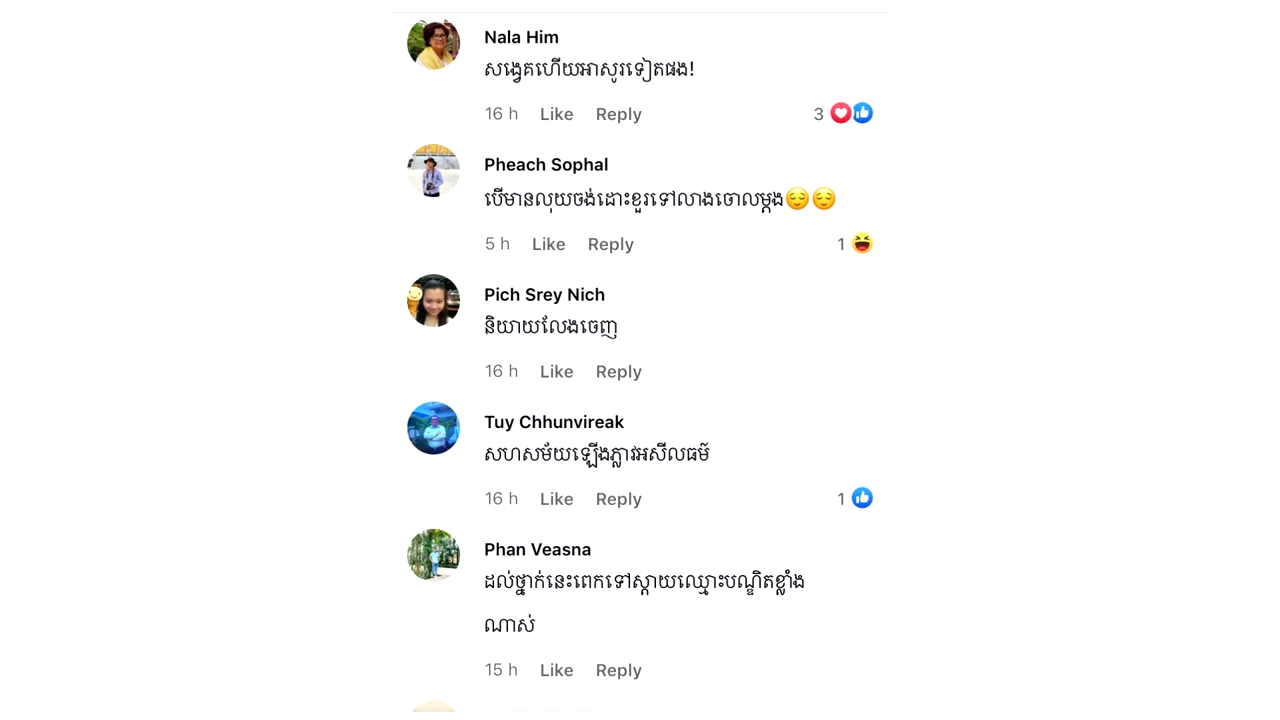 Nala Him
សង្វេគហើយអាសូរទៀតផង!
16 h Like Reply 3
Pheach Sophal
បើមានលុយចង់ដោះខួរទៅលាងចោលម្តង😌😌
5 h Like Reply 1
Pich Srey Nich
និយាយលែងចេញ
16 h Like Reply
Tuy Chhunvireak
សហសម័យឡើងភ្លាវអសីលធម៌
16 h Like Reply 1
Phan Veasna
ដល់ថ្នាក់នេះពេកទៅស្តាយឈ្មោះបណ្ឌិតខ្លាំង
ណាស់
15 h Like Reply